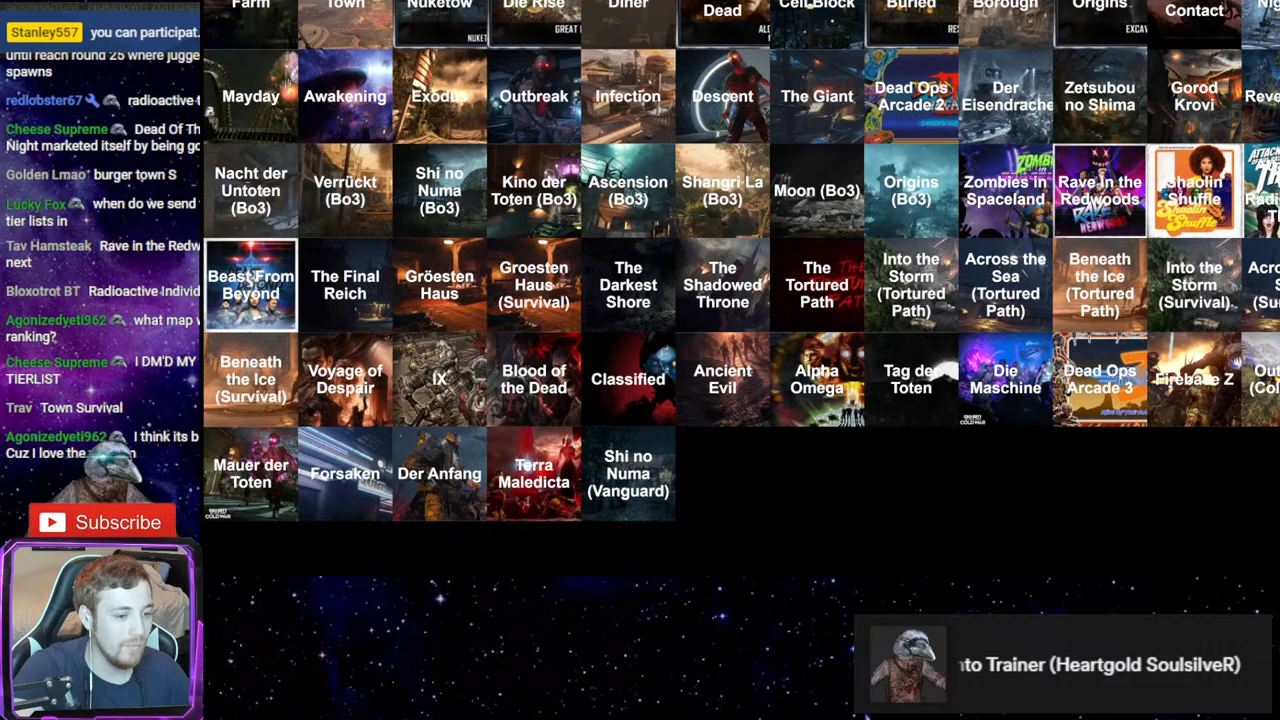 Farm
Town
Nuketow
Die Rise
Diner
Dead
Cell Block
Buried
Borough
Origins
Contact
Stanley557 you can participat.
until reach round 25 where jugge
spawns
redlobster67 radioactive t
Cheese Supreme Dead Of Th
Night marketed itself by being go
Golden Lmao burger town S
Lucky Fox when do we send
tier lists in
Tav Hamsteak Rave in the Redw
next
Bloxotrot BT Radioactive Individ
Agonizedyeti962 what map v
ranking?
Cheese Supreme I DM'D MY
TIERLIST
Trav Town Survival
Agonizedyeti962 I think its b
Cuz I love the
Subscribe
Mayday
Awakening
Exodus
Outbreak
Infection
Descent
The Giant
Dead Ops
Arcade 2
Der
Eisendrache
Zetsubou
no Shima
Gorod
Krovi
Reve
Nacht der
Untoten
(Bo3)
Verrückt
(Bo3)
Shi no
Numa
(Bo3)
Kino der
Toten (Bo3)
Ascension
(Bo3)
Shangri La
(Bo3)
Moon (Bo3)
Origins
(Bo3)
Zombies in
Spaceland
Rave in the
Redwoods
Shaolin
Shuffle
Radi
T
Beast From
Beyond
The Final
Reich
Gröesten
Haus
Groesten
Haus
(Survival)
The
Darkest
Shore
The
Shadowed
Throne
The
Tortured
Path
Into the
Storm
(Tortured
Path)
Across the
Sea
(Tortured
Path)
Beneath
the Ice
(Tortured
Path)
Into the
Storm
(Survival)
Acro
Beneath
the Ice
(Survival)
Voyage of
Despair
IX
Blood of
the Dead
Classified
Ancient
Evil
Alpha
Omega
Tag der
Toten
Die
Maschine
Dead Ops
Arcade 3
Firebase Z
Out
(Col
Mauer der
Toten
Forsaken
Der Anfang
Terra
Maledicta
Shi no
Numa
(Vanguard)
nto Trainer (Heartgold SoulsilveR)